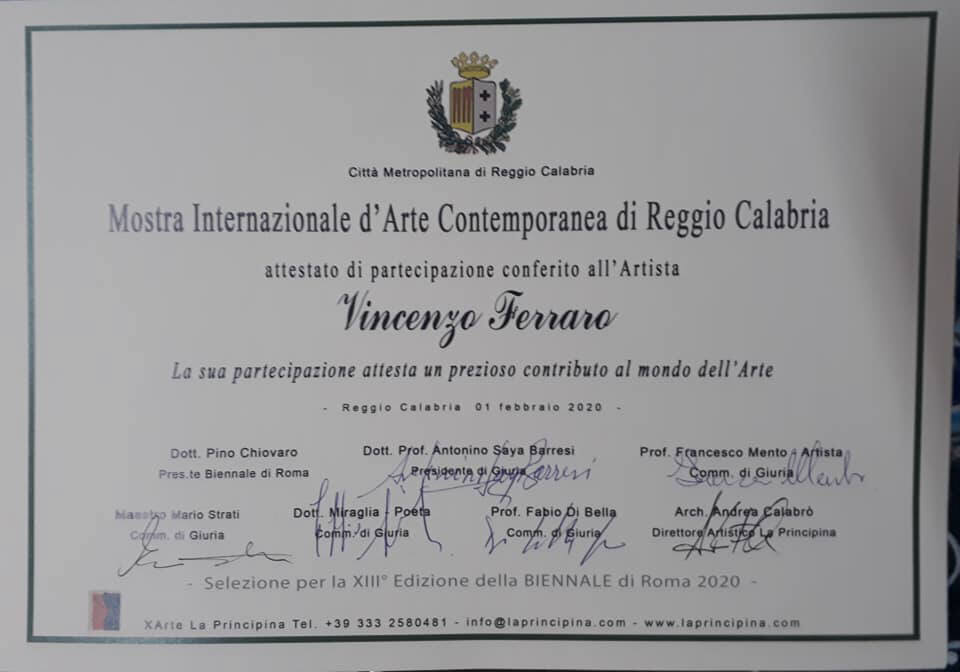 Città Metropolitana di Reggio Calabria
Mostra Internazionale d'Arte Contemporanea di Reggio Calabria
attestato di partecipazione conferito all'Artista
Vincenzo Ferraro
La sua partecipazione attesta un prezioso contributo al mondo dell'Arte
- Reggio Calabria 01 febbraio 2020 -
Dott. Pino Chiovaro
Pres.te Biennale di Roma
Dott. Prof. Antonino Saya Barresi
Presidente di Giuria
Prof. Francesco Mento - Artista
Comm. di Giuria
Maestro Mario Strati
Comm. di Giuria
Dott. Miraglia - Poeta
Comm. di Giuria
Prof. Fabio Di Bella
Comm. di Giuria
Arch. Andrea Calabrò
Direttore Artistico La Principina
- Selezione per la XIII° Edizione della BIENNALE di Roma 2020 -
XArte La Principina Tel. +39 333 2580481 - info@laprincipina.com - www.laprincipina.com